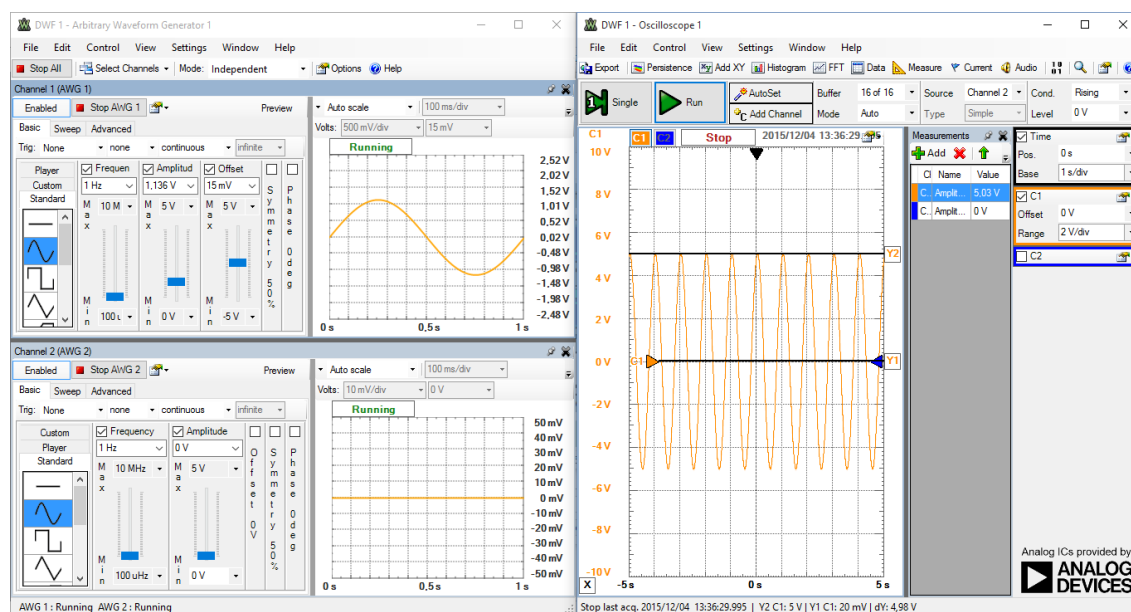 DWF 1 - Arbitrary Waveform Generator 1
File Edit Control View Settings Window Help
Stop All Select Channels Mode: Independent Options Help
Channel 1 (AWG 1)
Enabled Stop AWG 1 Preview
Basic Sweep Advanced
Trig: None none continuous infinite
Player
Custom
Standard
Frequen Amplitud Offset
1 Hz 1,136 V 15 mV
Max 10 M Max 5 V Max 5 V
Min 100 u Min 0 V Min -5 V
Symmetry 50%
Phase 0deg
Auto scale 100 ms/div
Volts: 500 mV/div 15 mV
Running
2,52 V
2,02 V
1,52 V
1,01 V
0,52 V
0,02 V
-0,48 V
-0,98 V
-1,48 V
-1,98 V
-2,48 V
0 s 0,5 s 1 s
Channel 2 (AWG 2)
Enabled Stop AWG 2 Preview
Basic Sweep Advanced
Trig: None none continuous infinite
Custom
Player
Standard
Frequency Amplitude
1 Hz 0 V
Max 10 MHz Max 5 V
Min 100 uHz Min 0 V
Offset 0V
Symmetry 50%
Phase 0deg
Auto scale 100 ms/div
Volts: 10 mV/div 0 V
Running
50 mV
40 mV
30 mV
20 mV
10 mV
0 mV
-10 mV
-20 mV
-30 mV
-40 mV
-50 mV
0 s 0,5 s 1 s
AWG 1 : Running AWG 2 : Running
DWF 1 - Oscilloscope 1
File Edit Control View Settings Window Help
Export Persistence Add XY Histogram FFT Data Measure Current Audio
Single Run AutoSet Add Channel
Buffer 16 of 16 Source Channel 2 Cond. Rising
Mode Auto Type Simple Level 0 V
C1 C1 C2 Stop 2015/12/04 13:36:29.995
10 V
8 V
6 V
4 V
2 V
0 V
-2 V
-4 V
-6 V
-8 V
-10 V
C1
Y2
Y1
X -5 s 0 s 5 s
Measurements
Add
Name Value
C. Amplit... 5,03 V
C. Amplit... 0 V
Time
Pos. 0 s
Base 1 s/div
C1
Offset 0 V
Range 2 V/div
C2
Analog ICs provided by
ANALOG
DEVICES
Stop last acq. 2015/12/04 13:36:29.995 | Y2 C1: 5 V | Y1 C1: 20 mV | dY: 4,98 V